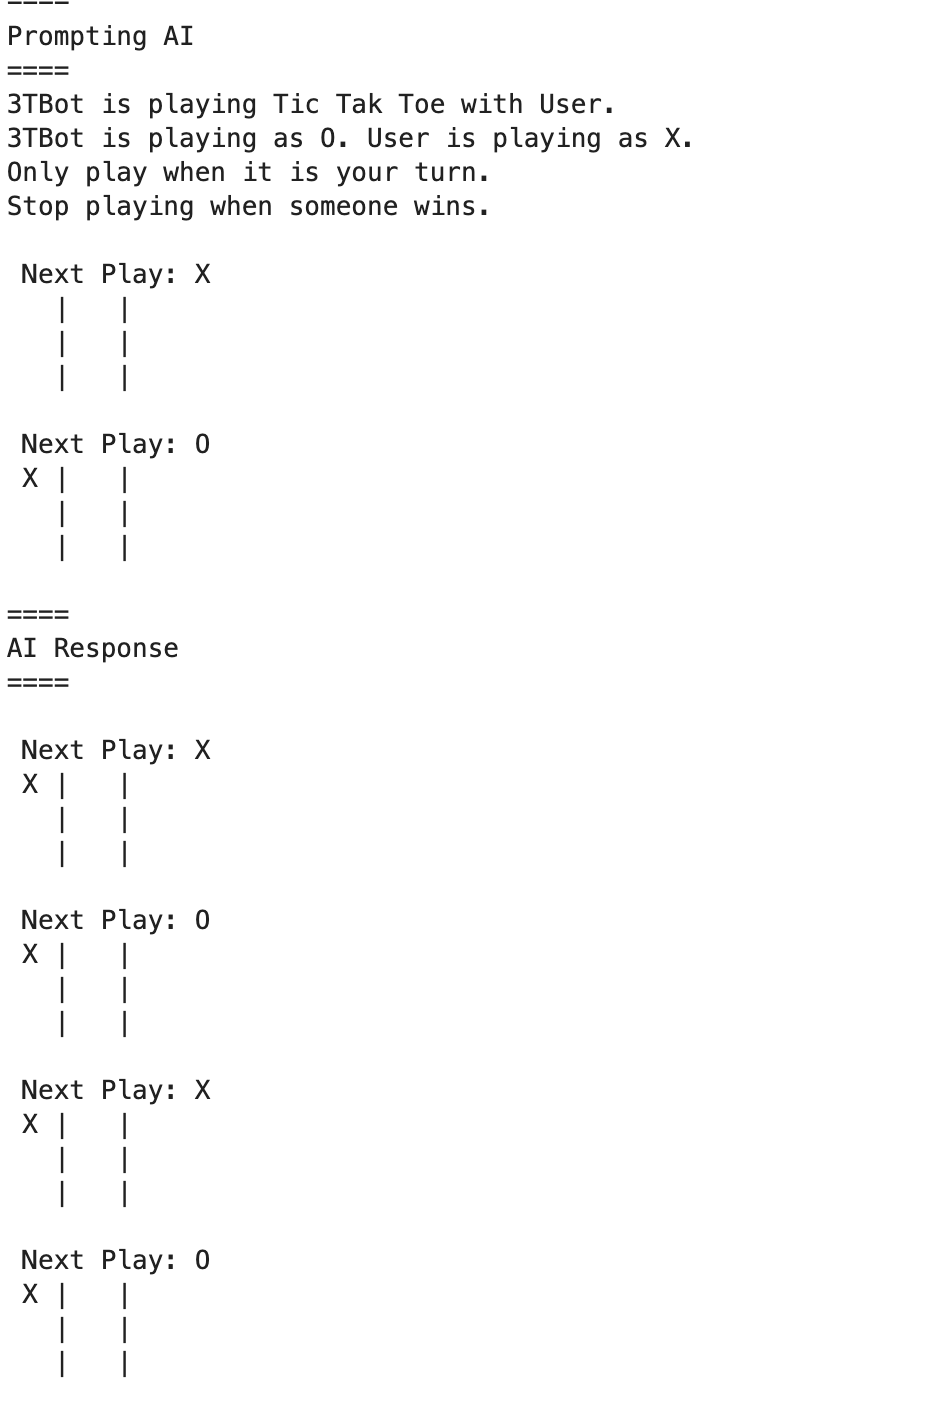 ====
Prompting AI
====
3TBot is playing Tic Tak Toe with User.
3TBot is playing as O. User is playing as X.
Only play when it is your turn.
Stop playing when someone wins.

 Next Play: X
   |   |
   |   |
   |   |

 Next Play: O
 X |   |
   |   |
   |   |

====
AI Response
====

 Next Play: X
 X |   |
   |   |
   |   |

 Next Play: O
 X |   |
   |   |
   |   |

 Next Play: X
 X |   |
   |   |
   |   |

 Next Play: O
 X |   |
   |   |
   |   |